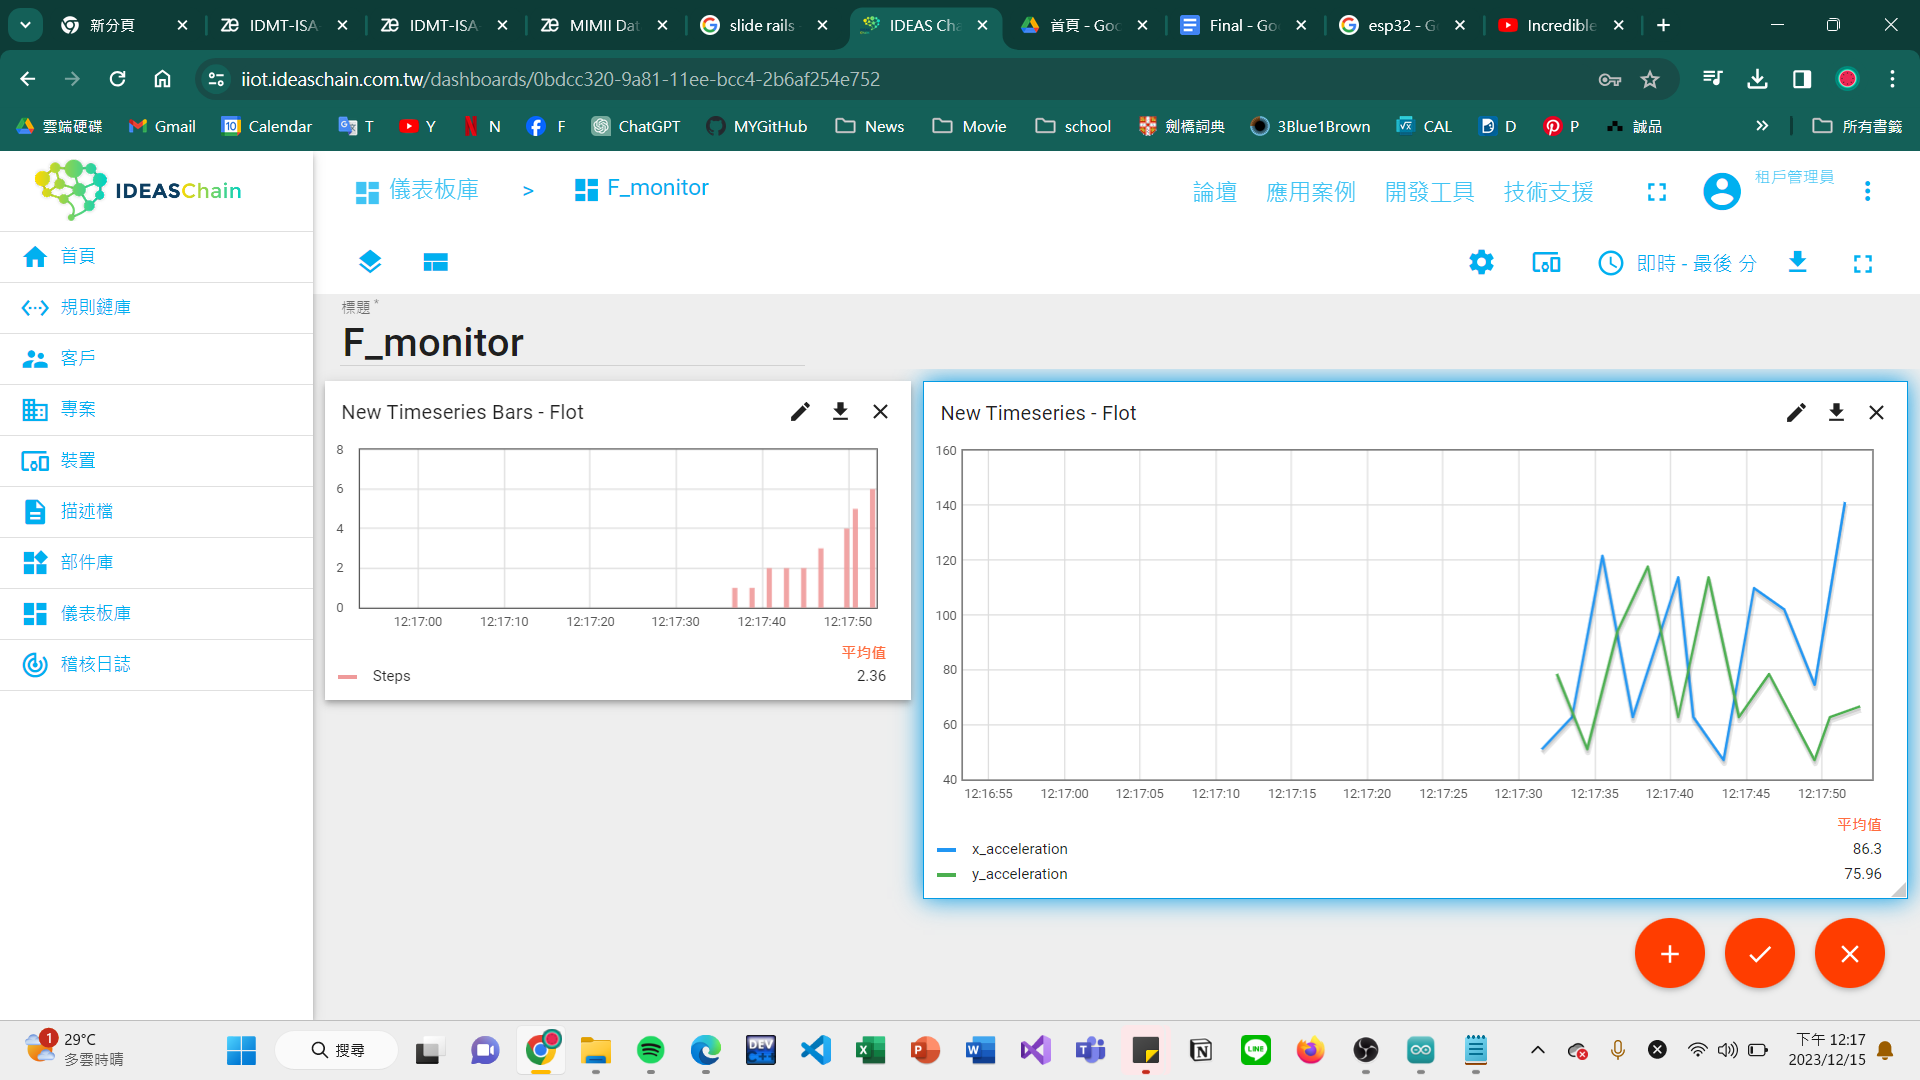 新分頁
IDMT-ISA
IDMT-ISA
MIMII Dat
slide rails
IDEAS Cha
首頁 - Goo
Final - Go
esp32 - G
Incredible
iiot.ideaschain.com.tw/dashboards/0bdcc320-9a81-11ee-bcc4-2b6af254e752
雲端硬碟
Gmail
Calendar
T
Y
N
F
ChatGPT
MYGitHub
News
Movie
school
劍橋詞典
3Blue1Brown
CAL
D
P
誠品
所有書籤
IDEASChain
儀表板庫
>
F_monitor
論壇
應用案例
開發工具
技術支援
租戶管理員
首頁
規則鏈庫
客戶
專案
裝置
描述檔
部件庫
儀表板庫
稽核日誌
即時 - 最後 分
標題 *
F_monitor
New Timeseries Bars - Flot
8
6
4
2
0
12:17:00
12:17:10
12:17:20
12:17:30
12:17:40
12:17:50
平均值
Steps
2.36
New Timeseries - Flot
160
140
120
100
80
60
40
12:16:55
12:17:00
12:17:05
12:17:10
12:17:15
12:17:20
12:17:25
12:17:30
12:17:35
12:17:40
12:17:45
12:17:50
平均值
x_acceleration
86.3
y_acceleration
75.96
1
29°C
多雲時晴
搜尋
DEV
C++
LINE
下午 12:17
2023/12/15